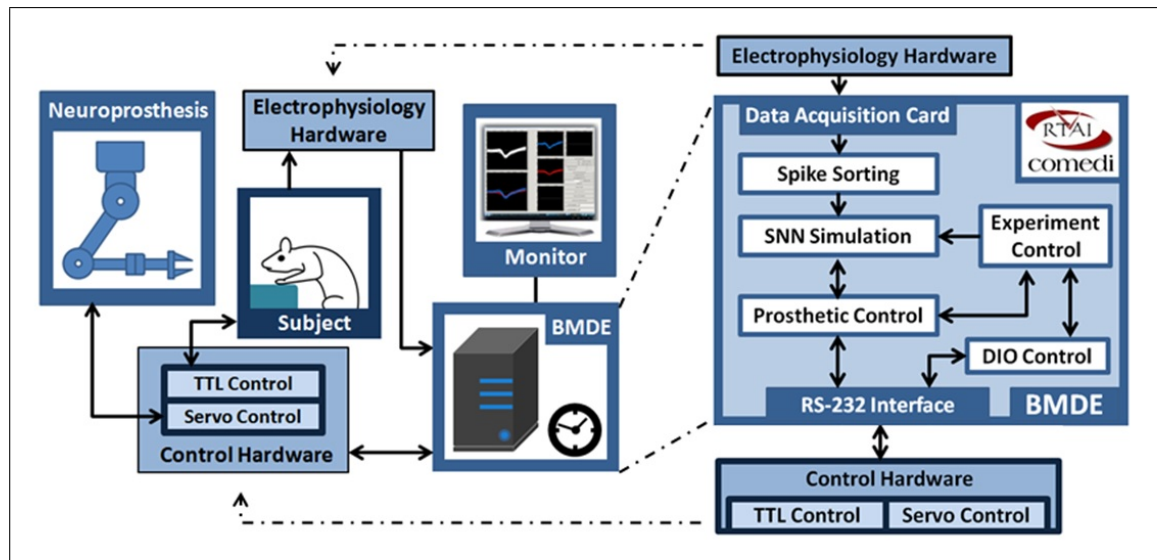 Neuroprosthesis
Electrophysiology
Hardware
Subject
Monitor
BMDE
TTL Control
Servo Control
Control Hardware
Electrophysiology Hardware
Data Acquisition Card
RTAI
comedi
Spike Sorting
SNN Simulation
Experiment
Control
Prosthetic Control
DIO Control
RS-232 Interface
BMDE
Control Hardware
TTL Control
Servo Control